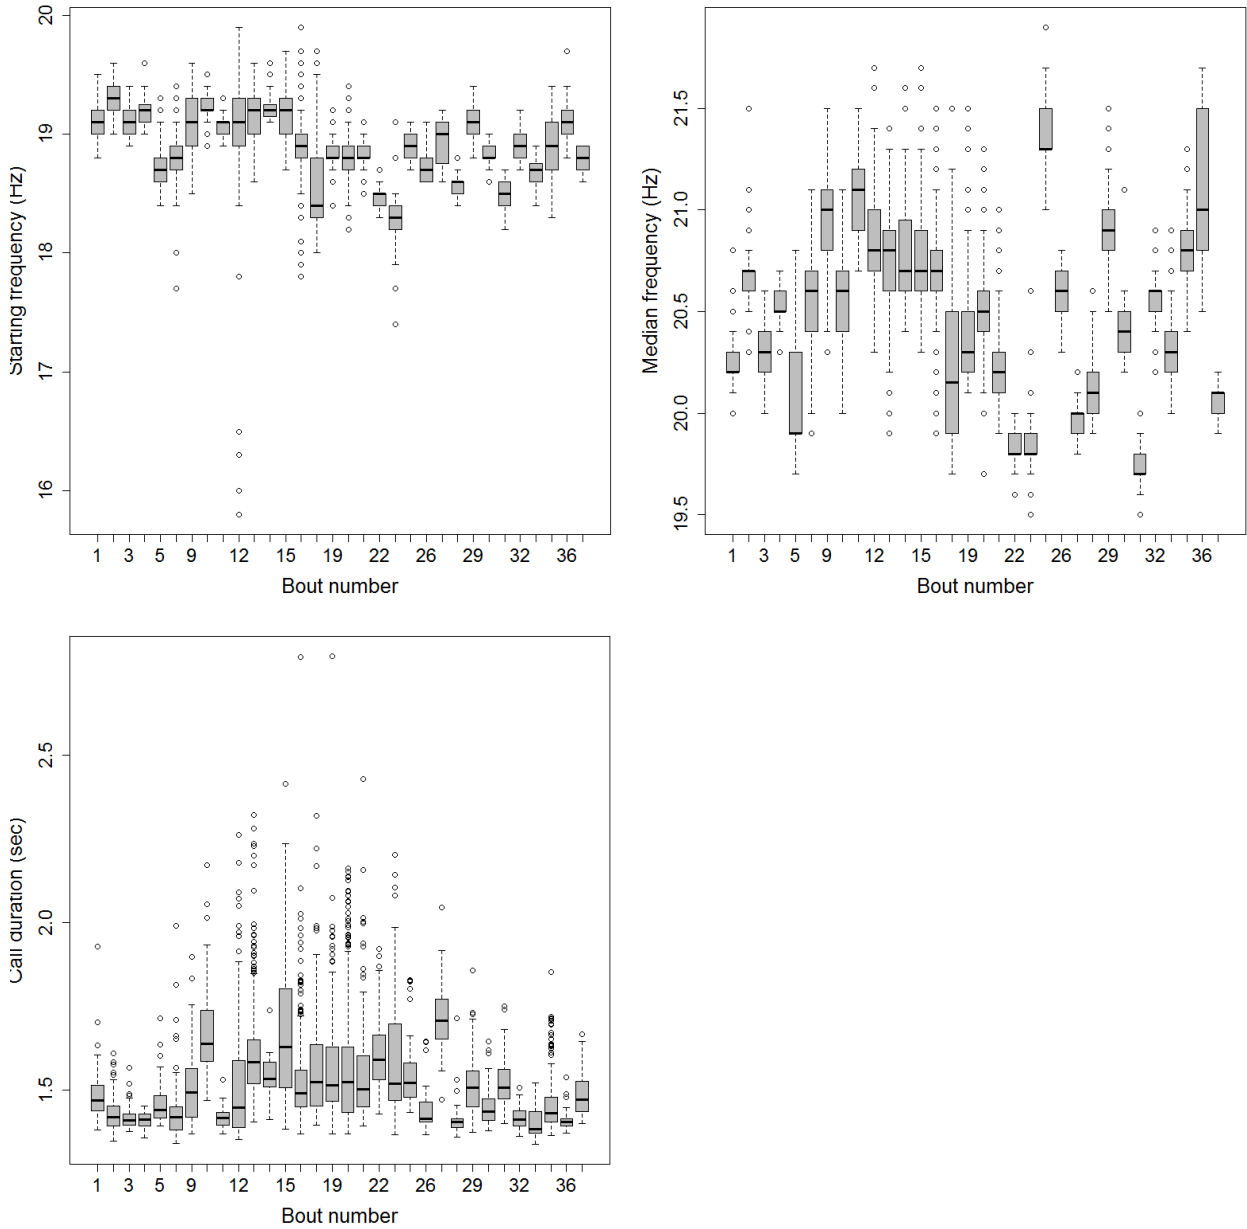 Starting frequency (Hz)
20
19
18
17
16
1 3 5 9 12 15 19 22 26 29 32 36
Bout number
Median frequency (Hz)
21.5
21.0
20.5
20.0
19.5
1 3 5 9 12 15 19 22 26 29 32 36
Bout number
Call duration (sec)
2.5
2.0
1.5
1 3 5 9 12 15 19 22 26 29 32 36
Bout number